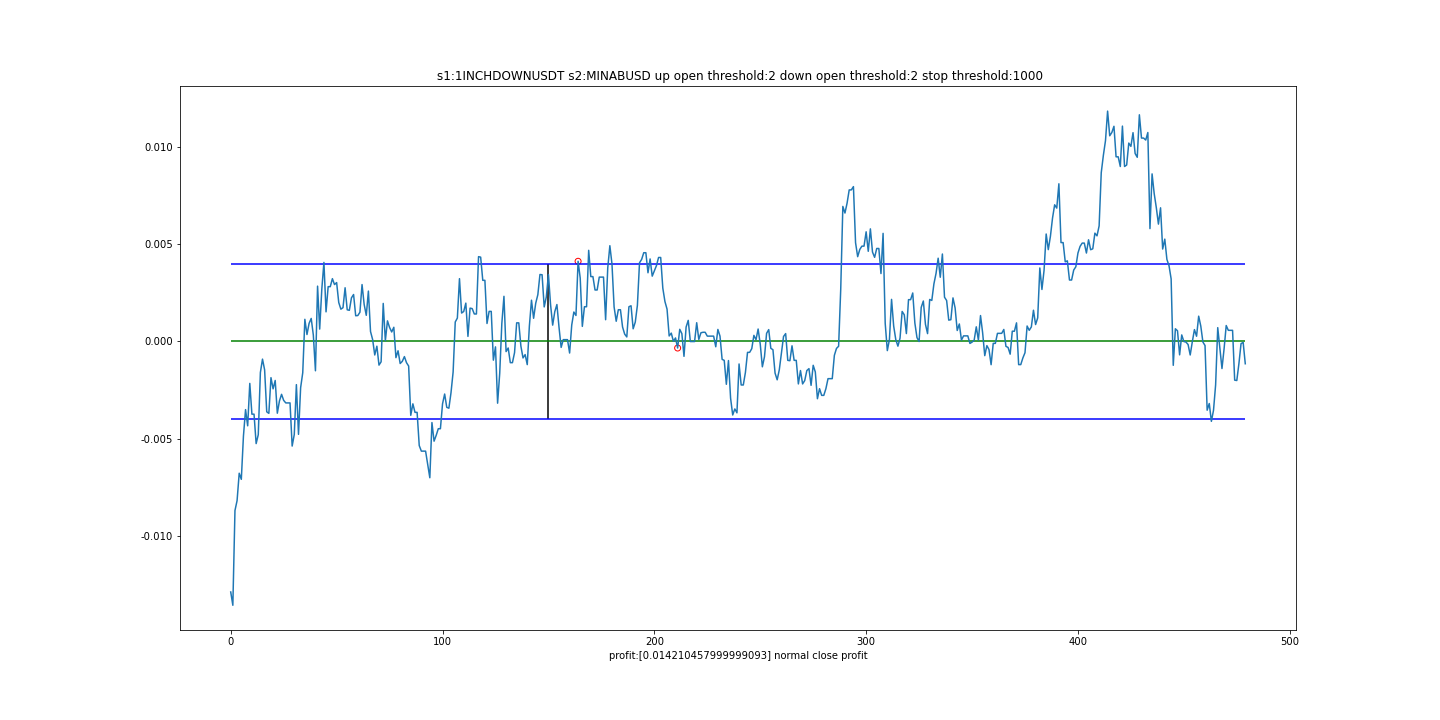 s1:1INCHDOWNUSDT s2:MINABUSD up open threshold:2 down open threshold:2 stop threshold:1000
0.010
0.005
0.000
-0.005
-0.010
0 100 200 300 400 500
profit:[0.014210457999999093] normal close profit